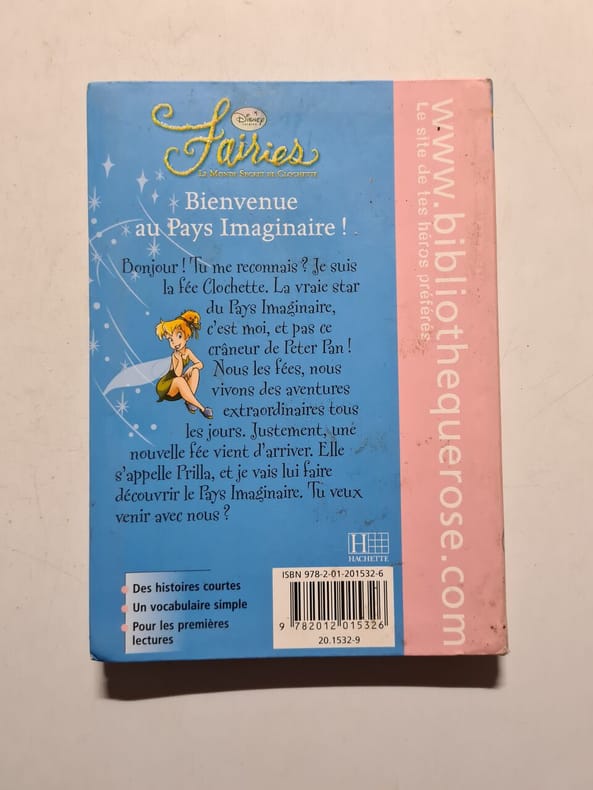 Disney
Fairies
LE MONDE SECRET DE CLOCHETTE
Bienvenue
au Pays Imaginaire !
Bonjour ! Tu me reconnais ? Je suis
la fée Clochette. La vraie star
du Pays Imaginaire,
c'est moi, et pas ce
crâneur de Peter Pan !
Nous les fées, nous
vivons des aventures
extraordinaires tous
les jours. Justement, une
nouvelle fée vient d'arriver. Elle
s'appelle Prilla, et je vais lui faire
découvrir le Pays Imaginaire. Tu veux
venir avec nous ?
H
HACHETTE
Des histoires courtes
Un vocabulaire simple
Pour les premières
lectures
ISBN 978-2-01-201532-6
9 782012 015326
20.1532-9
www.bibliothequerose.com
Le site de tes héros préférés